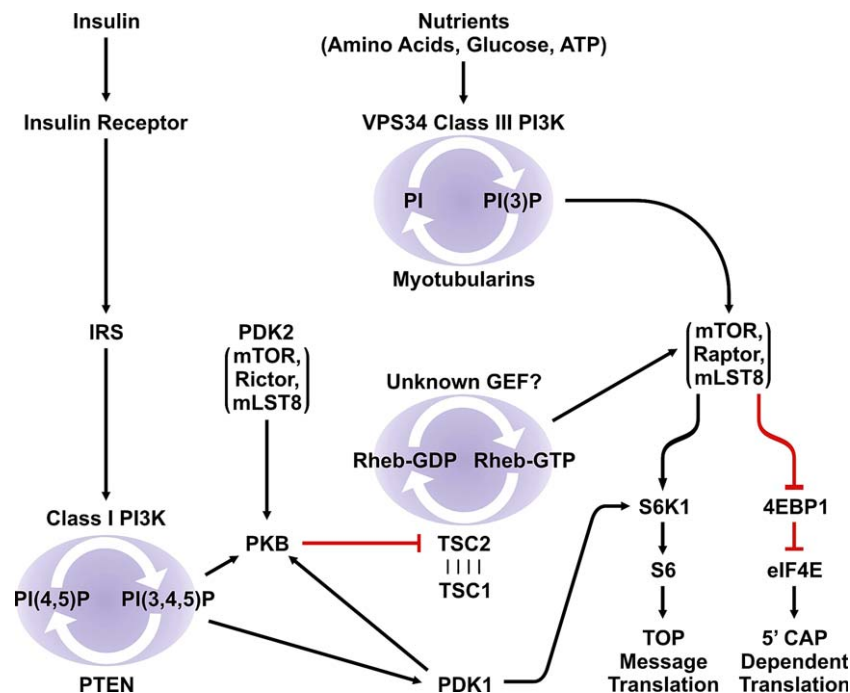 Insulin
Nutrients
(Amino Acids, Glucose, ATP)
Insulin Receptor
VPS34 Class III PI3K
PI
PI(3)P
Myotubularins
IRS
PDK2
(mTOR,
Rictor,
mLST8)
(mTOR,
Raptor,
mLST8)
Unknown GEF?
Rheb-GDP
Rheb-GTP
Class I PI3K
PKB
TSC2
TSC1
S6K1
4EBP1
PI(4,5)P
PI(3,4,5)P
S6
eIF4E
PTEN
PDK1
TOP
Message
Translation
5' CAP
Dependent
Translation